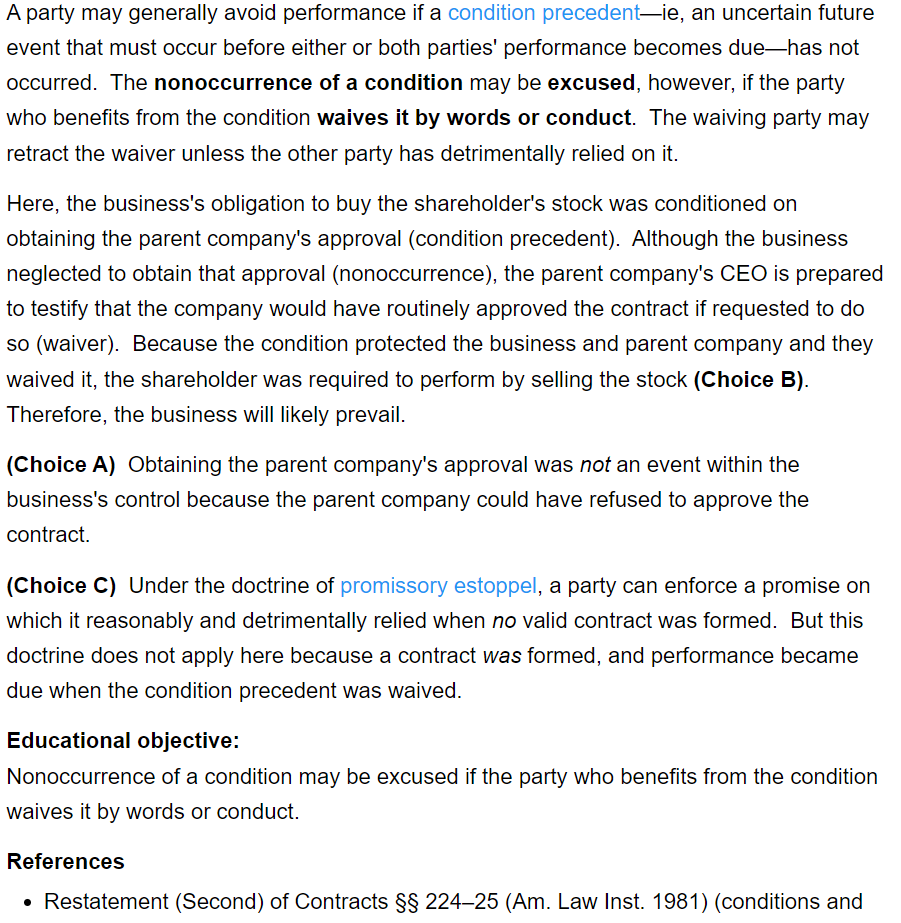 A party may generally avoid performance if a condition precedent—ie, an uncertain future
event that must occur before either or both parties' performance becomes due—has not
occurred.  The nonoccurrence of a condition may be excused, however, if the party
who benefits from the condition waives it by words or conduct.  The waiving party may
retract the waiver unless the other party has detrimentally relied on it.
Here, the business's obligation to buy the shareholder's stock was conditioned on
obtaining the parent company's approval (condition precedent).  Although the business
neglected to obtain that approval (nonoccurrence), the parent company's CEO is prepared
to testify that the company would have routinely approved the contract if requested to do
so (waiver).  Because the condition protected the business and parent company and they
waived it, the shareholder was required to perform by selling the stock (Choice B).
Therefore, the business will likely prevail.
(Choice A)  Obtaining the parent company's approval was not an event within the
business's control because the parent company could have refused to approve the
contract.
(Choice C)  Under the doctrine of promissory estoppel, a party can enforce a promise on
which it reasonably and detrimentally relied when no valid contract was formed.  But this
doctrine does not apply here because a contract was formed, and performance became
due when the condition precedent was waived.
Educational objective:
Nonoccurrence of a condition may be excused if the party who benefits from the condition
waives it by words or conduct.
References
• Restatement (Second) of Contracts §§ 224–25 (Am. Law Inst. 1981) (conditions and